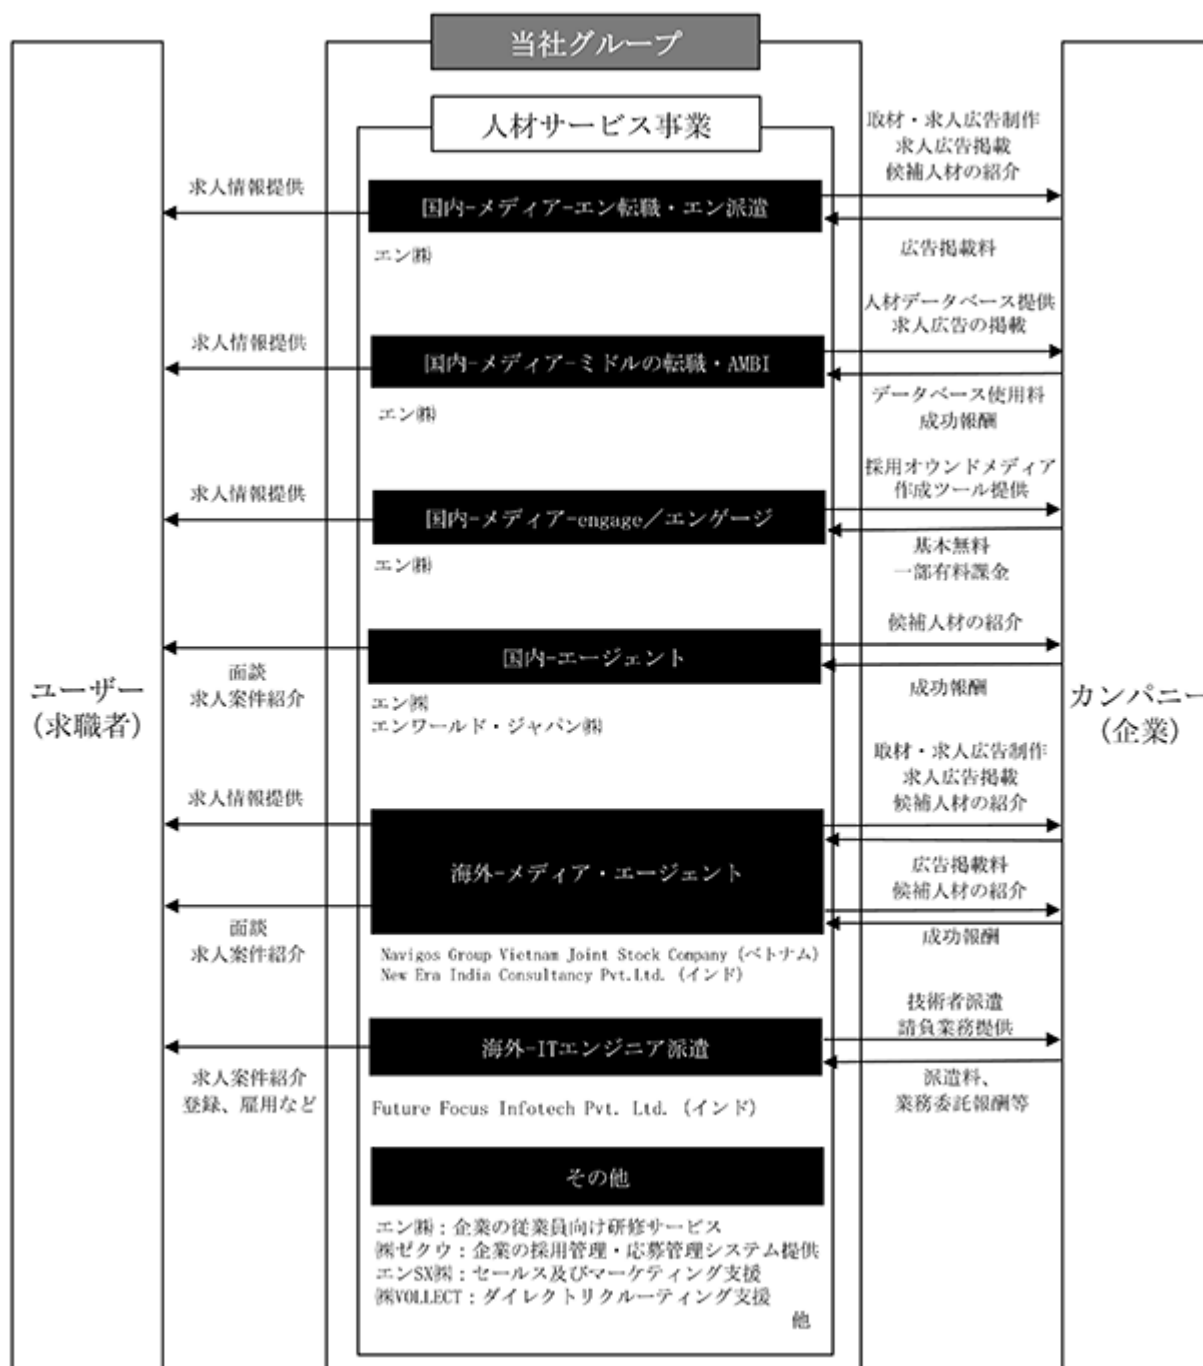 当社グループ
人材サービス事業
ユーザー
(求職者)
カンパニー
(企業)
求人情報提供
国内-メディア-エン転職・エン派遣
エン㈱
取材・求人広告制作
求人広告掲載
候補人材の紹介
広告掲載料
求人情報提供
国内-メディア-ミドルの転職・AMBI
エン㈱
人材データベース提供
求人広告の掲載
データベース使用料
成功報酬
求人情報提供
国内-メディア-engage／エンゲージ
エン㈱
採用オウンドメディア
作成ツール提供
基本無料
一部有料課金
面談
求人案件紹介
国内-エージェント
エン㈱
エンワールド・ジャパン㈱
候補人材の紹介
成功報酬
求人情報提供
面談
求人案件紹介
海外-メディア・エージェント
Navigos Group Vietnam Joint Stock Company (ベトナム)
New Era India Consultancy Pvt.Ltd. (インド)
取材・求人広告制作
求人広告掲載
候補人材の紹介
広告掲載料
候補人材の紹介
成功報酬
求人案件紹介
登録、雇用など
海外-ITエンジニア派遣
Future Focus Infotech Pvt. Ltd. (インド)
技術者派遣
請負業務提供
派遣料、
業務委託報酬等
その他
エン㈱：企業の従業員向け研修サービス
㈱ゼクウ：企業の採用管理・応募管理システム提供
エンSX㈱：セールス及びマーケティング支援
㈱VOLLECT：ダイレクトリクルーティング支援
他